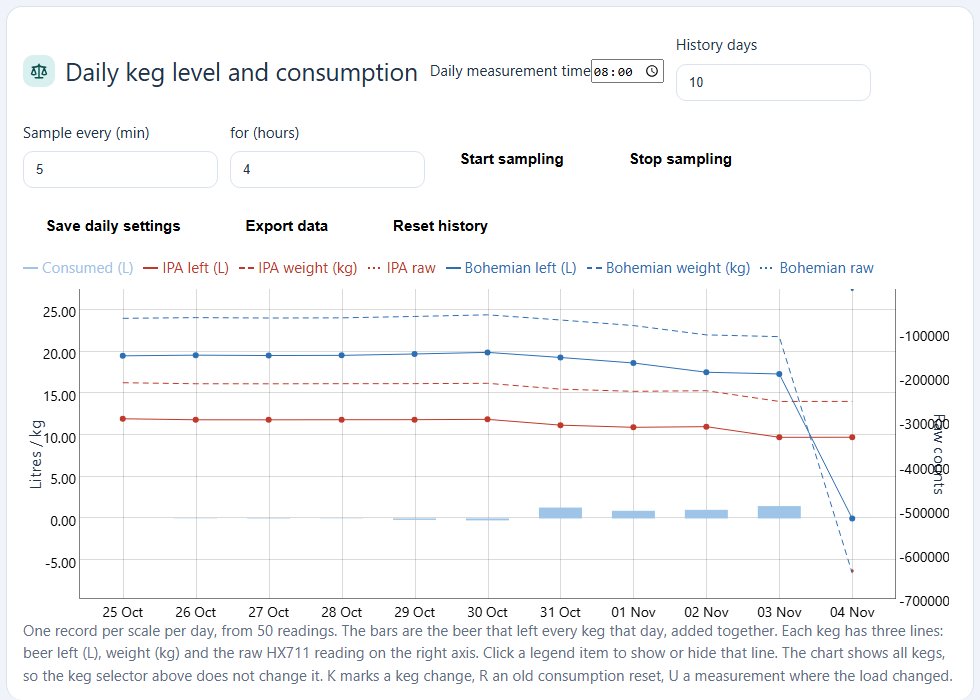 Daily keg level and consumption
Daily measurement time 08:00
History days
10
Sample every (min)
5
for (hours)
4
Start sampling
Stop sampling
Save daily settings
Export data
Reset history
Consumed (L) IPA left (L) IPA weight (kg) IPA raw Bohemian left (L) Bohemian weight (kg) Bohemian raw
Litres / kg
25.00
20.00
15.00
10.00
5.00
0.00
-5.00
-100000
-200000
-300000
-400000
-500000
-600000
-700000
Raw counts
25 Oct 26 Oct 27 Oct 28 Oct 29 Oct 30 Oct 31 Oct 01 Nov 02 Nov 03 Nov 04 Nov
One record per scale per day, from 50 readings. The bars are the beer that left every keg that day, added together. Each keg has three lines:
beer left (L), weight (kg) and the raw HX711 reading on the right axis. Click a legend item to show or hide that line. The chart shows all kegs,
so the keg selector above does not change it. K marks a keg change, R an old consumption reset, U a measurement where the load changed.